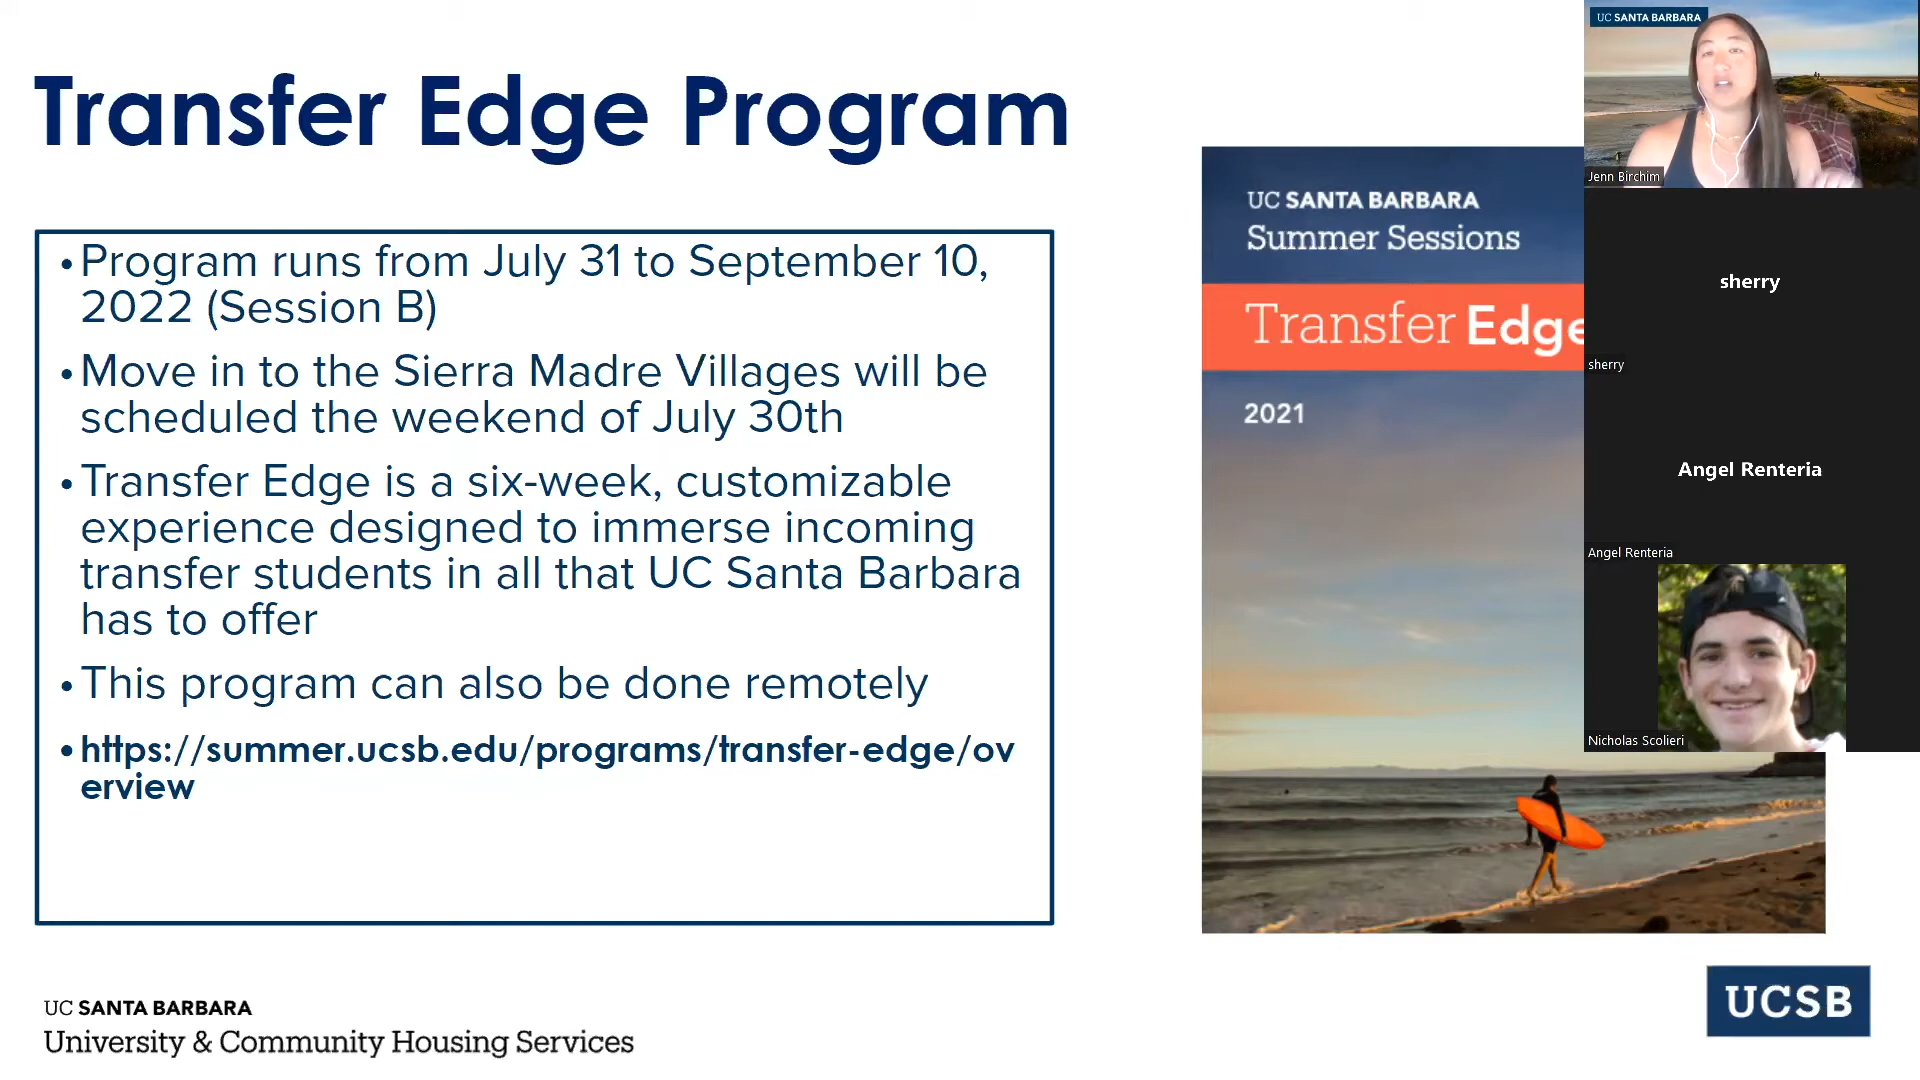 Transfer Edge Program
•Program runs from July 31 to September 10,
2022 (Session B)
•Move in to the Sierra Madre Villages will be
scheduled the weekend of July 30th
•Transfer Edge is a six-week, customizable
experience designed to immerse incoming
transfer students in all that UC Santa Barbara
has to offer
•This program can also be done remotely
•https://summer.ucsb.edu/programs/transfer-edge/ov
erview
UC SANTA BARBARA
Summer Sessions
Transfer Edge
2021
UC SANTA BARBARA
Jenn Birchim
sherry
sherry
Angel Renteria
Angel Renteria
Nicholas Scolieri
UC SANTA BARBARA
University & Community Housing Services
UCSB